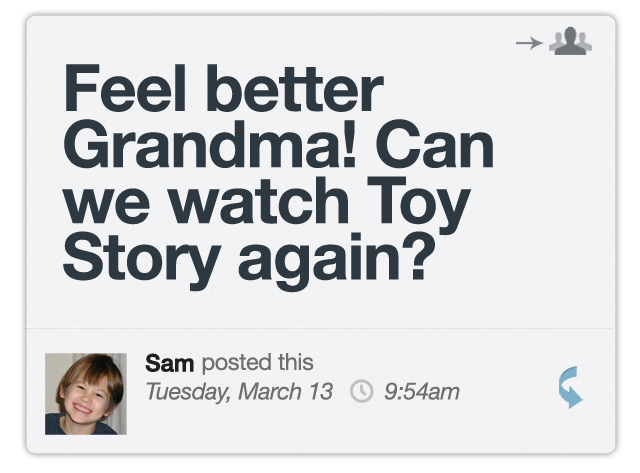 Feel better
Grandma! Can
we watch Toy
Story again?
Sam posted this
Tuesday, March 13 9:54am